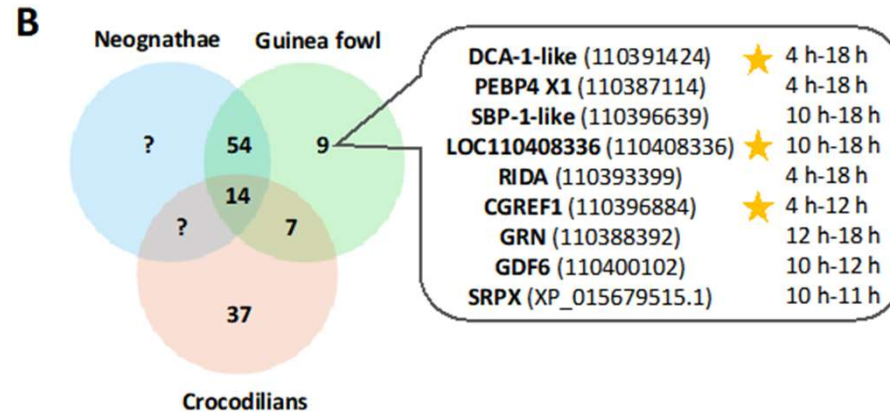 B
Neognathae Guinea fowl
? 54 9
14
? 7
37
Crocodilians
DCA-1-like (110391424) 4 h-18 h
PEBP4 X1 (110387114) 4 h-18 h
SBP-1-like (110396639) 10 h-18 h
LOC110408336 (110408336) 10 h-18 h
RIDA (110393399) 4 h-18 h
CGREF1 (110396884) 4 h-12 h
GRN (110388392) 12 h-18 h
GDF6 (110400102) 10 h-12 h
SRPX (XP_015679515.1) 10 h-11 h